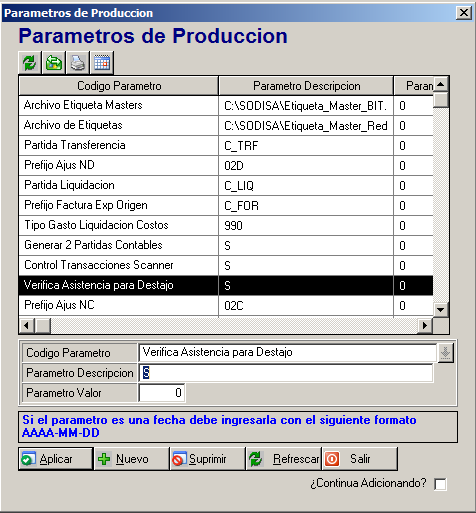 Parametros de Produccion
Parametros de Produccion
Codigo Parametro Parametro Descripcion Param
Archivo Etiqueta Masters C:\SODISA\Etiqueta_Master_BIT. 0
Archivo de Etiquetas C:\SODISA\Etiqueta_Master_Red 0
Partida Transferencia C_TRF 0
Prefijo Ajus ND 02D 0
Partida Liquidacion C_LIQ 0
Prefijo Factura Exp Origen C_FOR 0
Tipo Gasto Liquidacion Costos 990 0
Generar 2 Partidas Contables S 0
Control Transacciones Scanner S 0
Verifica Asistencia para Destajo S 0
Prefijo Ajus NC 02C 0
Codigo Parametro Verifica Asistencia para Destajo
Parametro Descripcion S
Parametro Valor 0
Si el parametro es una fecha debe ingresarla con el siguiente formato
AAAA-MM-DD
Aplicar Nuevo Suprimir Refrescar Salir
¿Continua Adicionando?